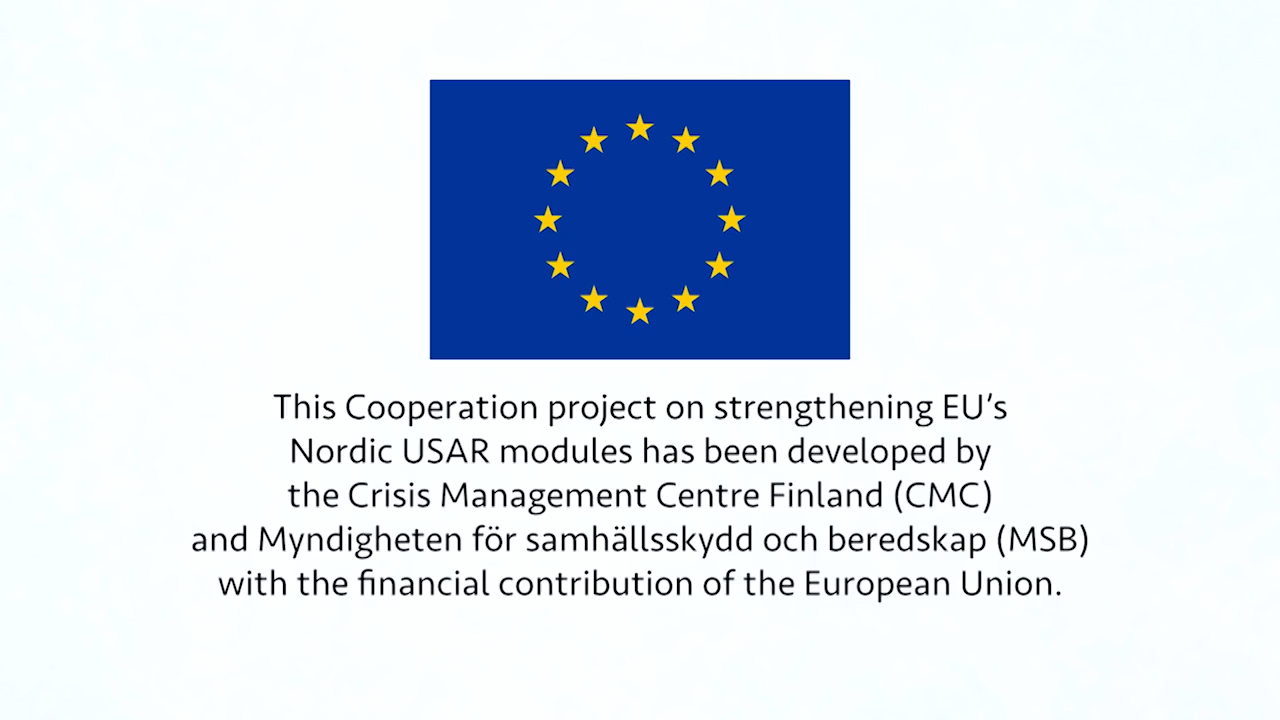 This Cooperation project on strengthening EU’s
Nordic USAR modules has been developed by
the Crisis Management Centre Finland (CMC)
and Myndigheten för samhällsskydd och beredskap (MSB)
with the financial contribution of the European Union.